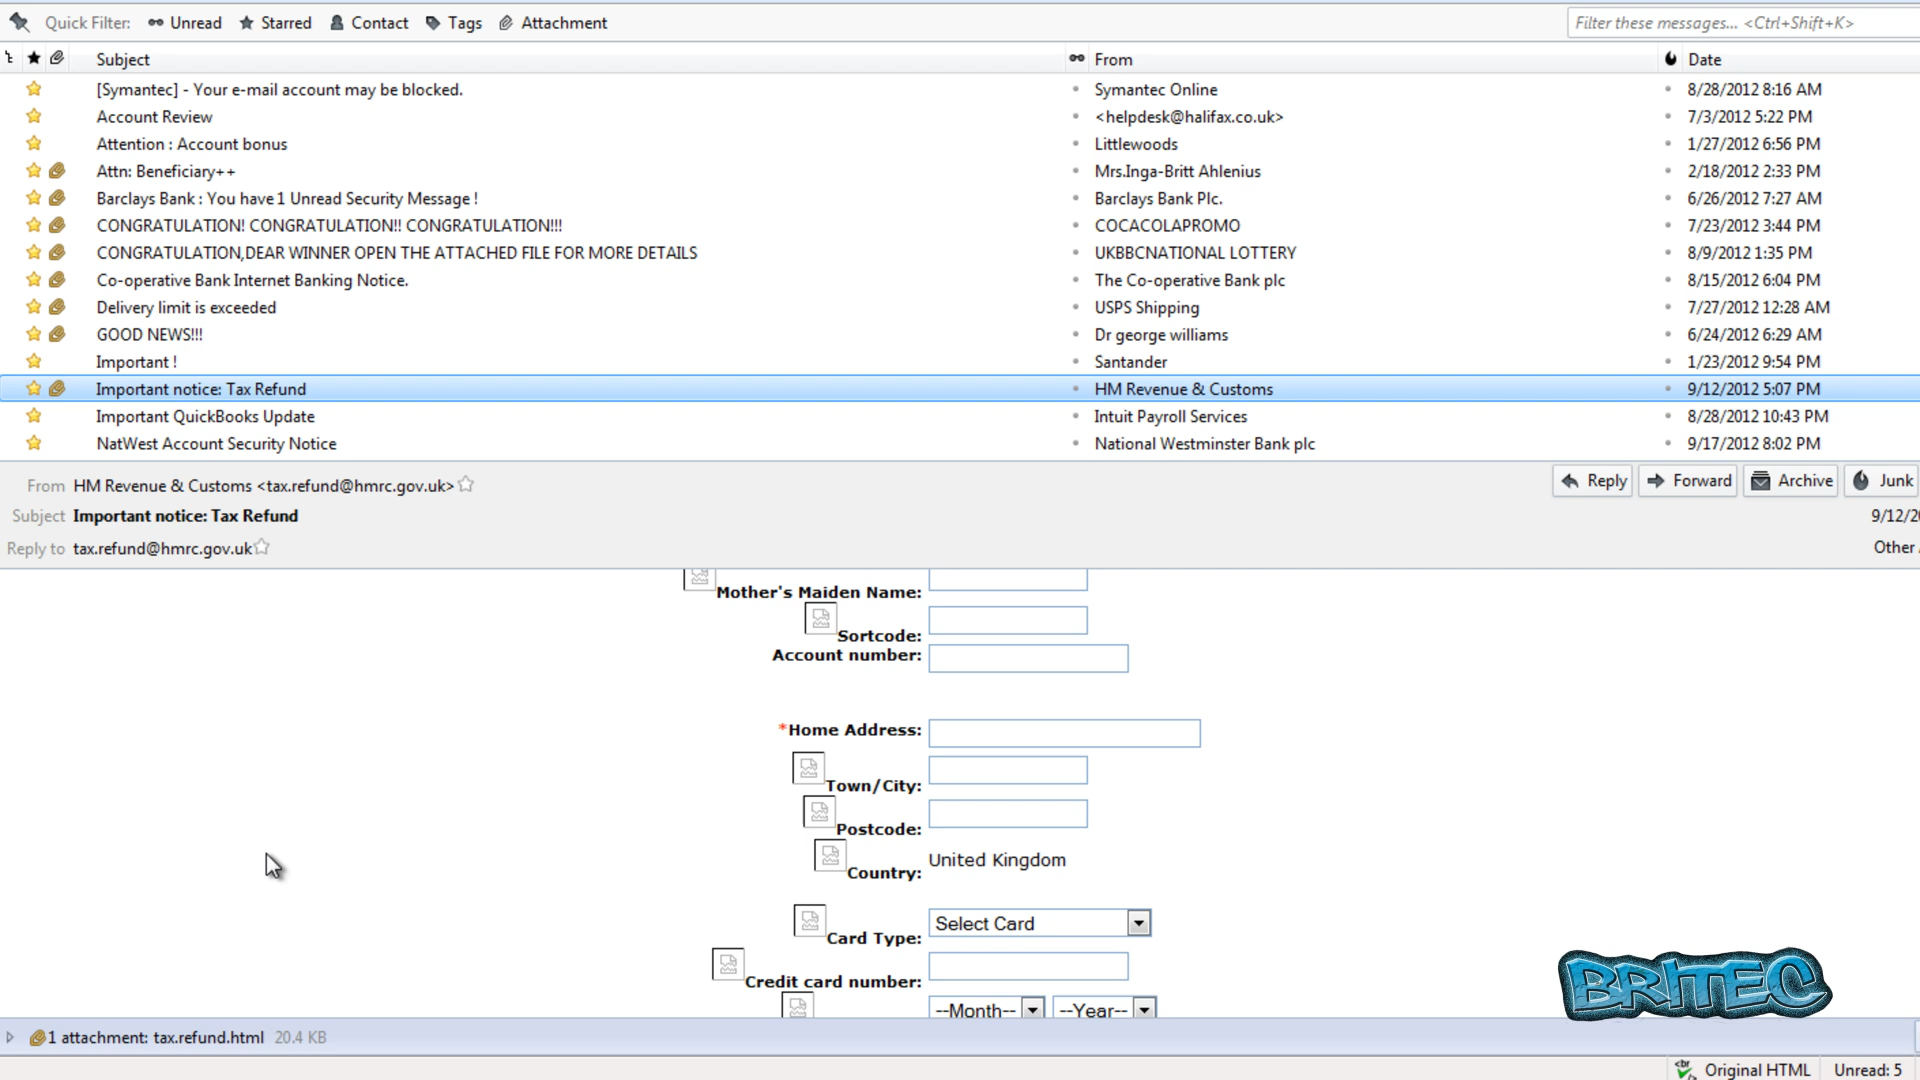 Quick Filter: Unread Starred Contact Tags Attachment Filter these messages... <Ctrl+Shift+K>
Subject From Date
[Symantec] - Your e-mail account may be blocked. Symantec Online 8/28/2012 8:16 AM
Account Review <helpdesk@halifax.co.uk> 7/3/2012 5:22 PM
Attention : Account bonus Littlewoods 1/27/2012 6:56 PM
Attn: Beneficiary++ Mrs.Inga-Britt Ahlenius 2/18/2012 2:33 PM
Barclays Bank : You have 1 Unread Security Message ! Barclays Bank Plc. 6/26/2012 7:27 AM
CONGRATULATION! CONGRATULATION!! CONGRATULATION!!! COCACOLAPROMO 7/23/2012 3:44 PM
CONGRATULATION,DEAR WINNER OPEN THE ATTACHED FILE FOR MORE DETAILS UKBBCNATIONAL LOTTERY 8/9/2012 1:35 PM
Co-operative Bank Internet Banking Notice. The Co-operative Bank plc 8/15/2012 6:04 PM
Delivery limit is exceeded USPS Shipping 7/27/2012 12:28 AM
GOOD NEWS!!! Dr george williams 6/24/2012 6:29 AM
Important ! Santander 1/23/2012 9:54 PM
Important notice: Tax Refund HM Revenue & Customs 9/12/2012 5:07 PM
Important QuickBooks Update Intuit Payroll Services 8/28/2012 10:43 PM
NatWest Account Security Notice National Westminster Bank plc 9/17/2012 8:02 PM
From HM Revenue & Customs <tax.refund@hmrc.gov.uk> Reply Forward Archive Junk
Subject Important notice: Tax Refund 9/12/20
Reply to tax.refund@hmrc.gov.uk Other
Mother's Maiden Name:
Sortcode:
Account number:
*Home Address:
Town/City:
Postcode:
Country: United Kingdom
Card Type: Select Card
Credit card number:
--Month-- --Year--
BRITEC
1 attachment: tax.refund.html 20.4 KB
Original HTML Unread: 5